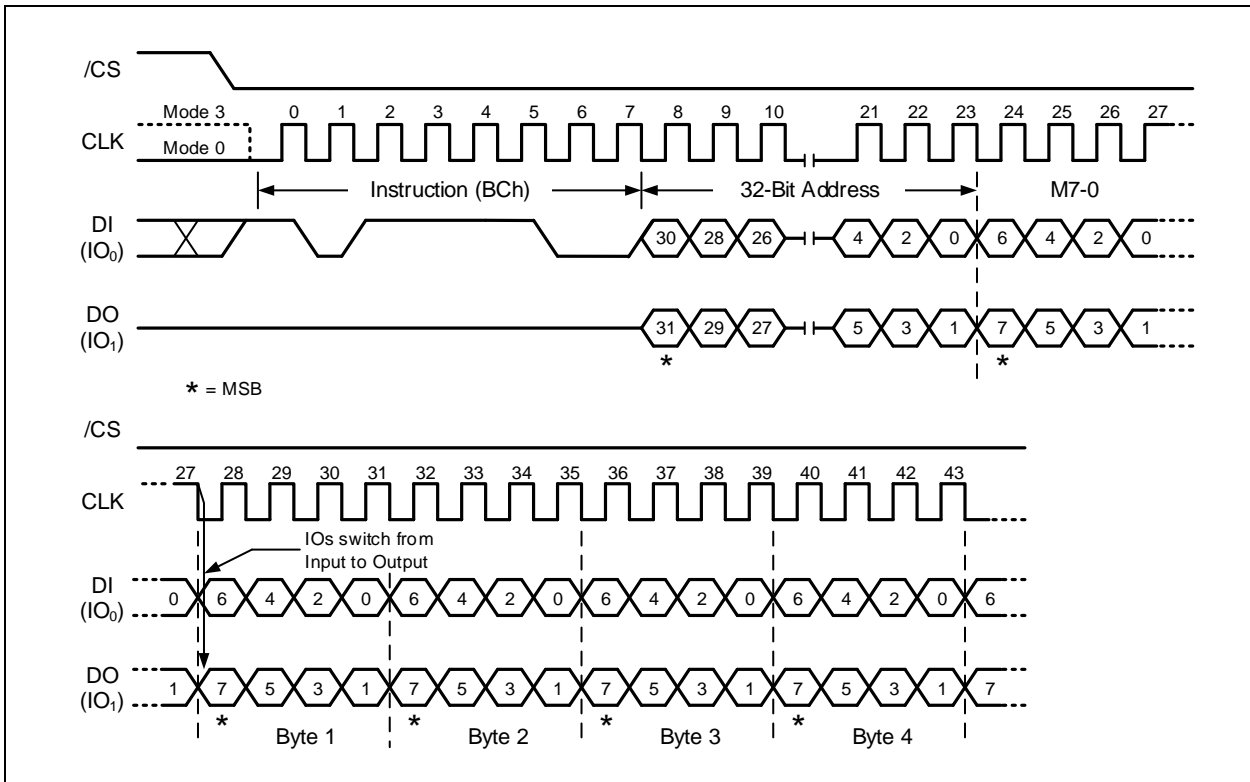 /CS
Mode 3 0 1 2 3 4 5 6 7 8 9 10 21 22 23 24 25 26 27
CLK
Mode 0
Instruction (BCh) 32-Bit Address M7-0
DI
(IO0) 30 28 26 4 2 0 6 4 2 0
DO
(IO1) 31 29 27 5 3 1 7 5 3 1
* *
* = MSB
/CS
27 28 29 30 31 32 33 34 35 36 37 38 39 40 41 42 43
CLK
IOs switch from
Input to Output
DI
(IO0) 0 6 4 2 0 6 4 2 0 6 4 2 0 6 4 2 0 6
DO
(IO1) 1 7 5 3 1 7 5 3 1 7 5 3 1 7 5 3 1 7
* * * *
Byte 1 Byte 2 Byte 3 Byte 4